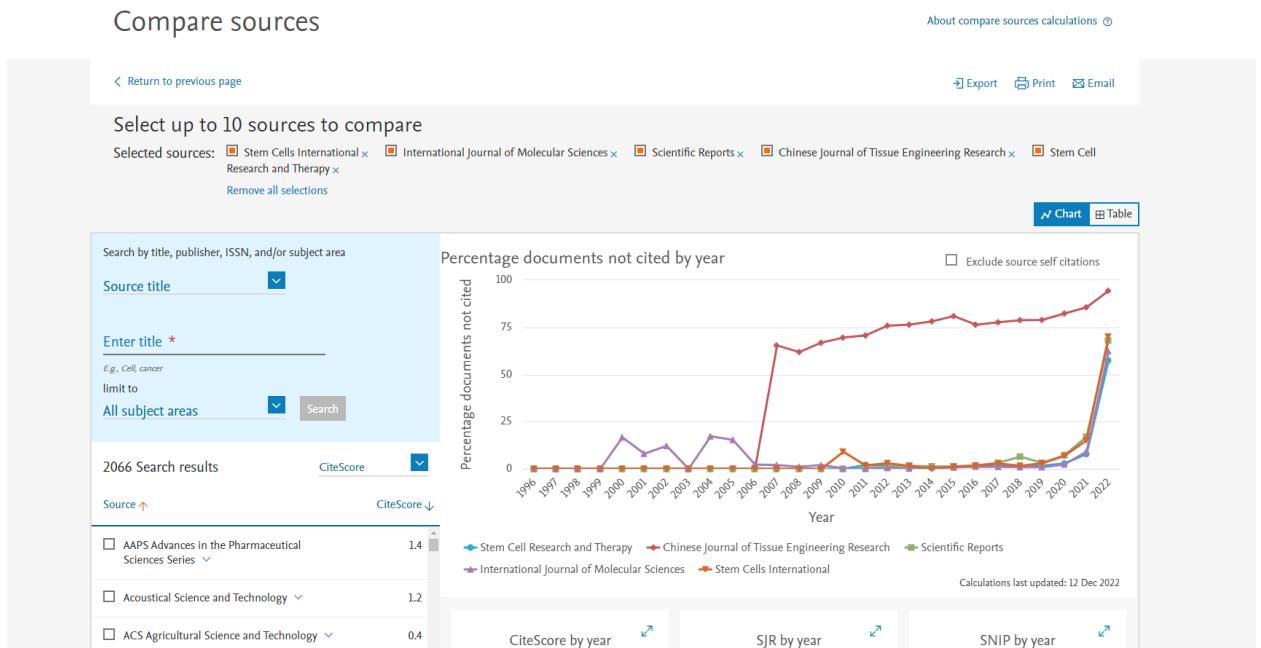 Compare sources
About compare sources calculations
Return to previous page
Export Print Email
Select up to 10 sources to compare
Selected sources: Stem Cells International × International Journal of Molecular Sciences × Scientific Reports × Chinese Journal of Tissue Engineering Research × Stem Cell
Research and Therapy ×
Remove all selections
Chart Table
Search by title, publisher, ISSN, and/or subject area
Source title
Enter title *
E.g., Cell, cancer
limit to
All subject areas
Search
2066 Search results
CiteScore
Source CiteScore
AAPS Advances in the Pharmaceutical 1.4
Sciences Series
Acoustical Science and Technology 1.2
ACS Agricultural Science and Technology 0.4
Percentage documents not cited by year
Exclude source self citations
Percentage documents not cited
100
75
50
25
0
1996 1997 1998 1999 2000 2001 2002 2003 2004 2005 2006 2007 2008 2009 2010 2011 2012 2013 2014 2015 2016 2017 2018 2019 2020 2021 2022
Year
Stem Cell Research and Therapy Chinese Journal of Tissue Engineering Research Scientific Reports
International Journal of Molecular Sciences Stem Cells International
Calculations last updated: 12 Dec 2022
CiteScore by year
SJR by year
SNIP by year